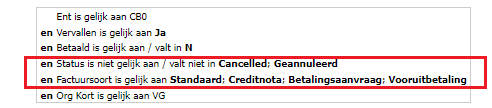 Ent is gelijk aan CB0
en Vervallen is gelijk aan Ja
en Betaald is gelijk aan / valt in N
en Status is niet gelijk aan / valt niet in Cancelled; Geannuleerd
en Factuursoort is gelijk aan Standaard; Creditnota; Betalingsaanvraag; Vooruitbetaling
en Org Kort is gelijk aan VG